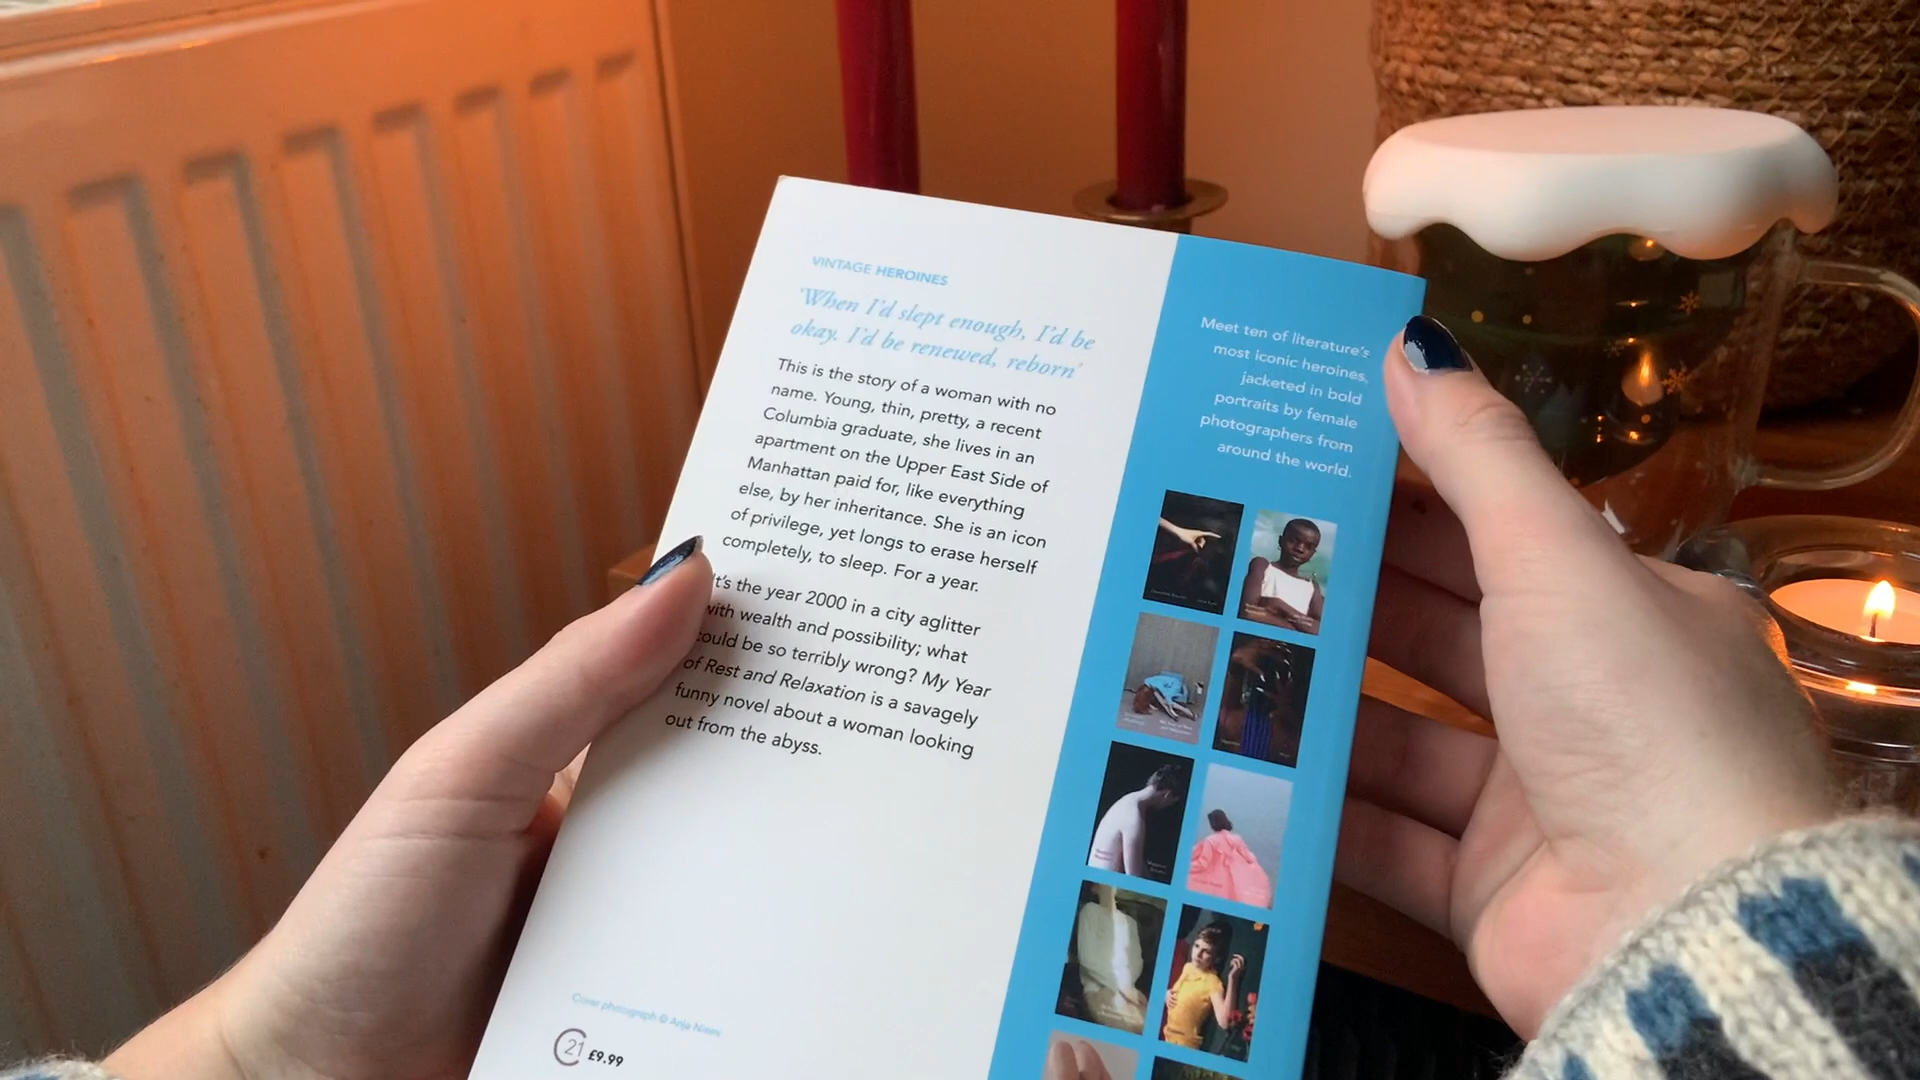 VINTAGE HEROINES
'When I'd slept enough, I'd be
okay. I'd be renewed, reborn'
This is the story of a woman with no
name. Young, thin, pretty, a recent
Columbia graduate, she lives in an
apartment on the Upper East Side of
Manhattan paid for, like everything
else, by her inheritance. She is an icon
of privilege, yet longs to erase herself
completely, to sleep. For a year.
It's the year 2000 in a city aglitter
with wealth and possibility; what
could be so terribly wrong? My Year
of Rest and Relaxation is a savagely
funny novel about a woman looking
out from the abyss.
Cover photograph © Anja Niemi
21 £9.99
Meet ten of literature's
most iconic heroines,
jacketed in bold
portraits by female
photographers from
around the world.